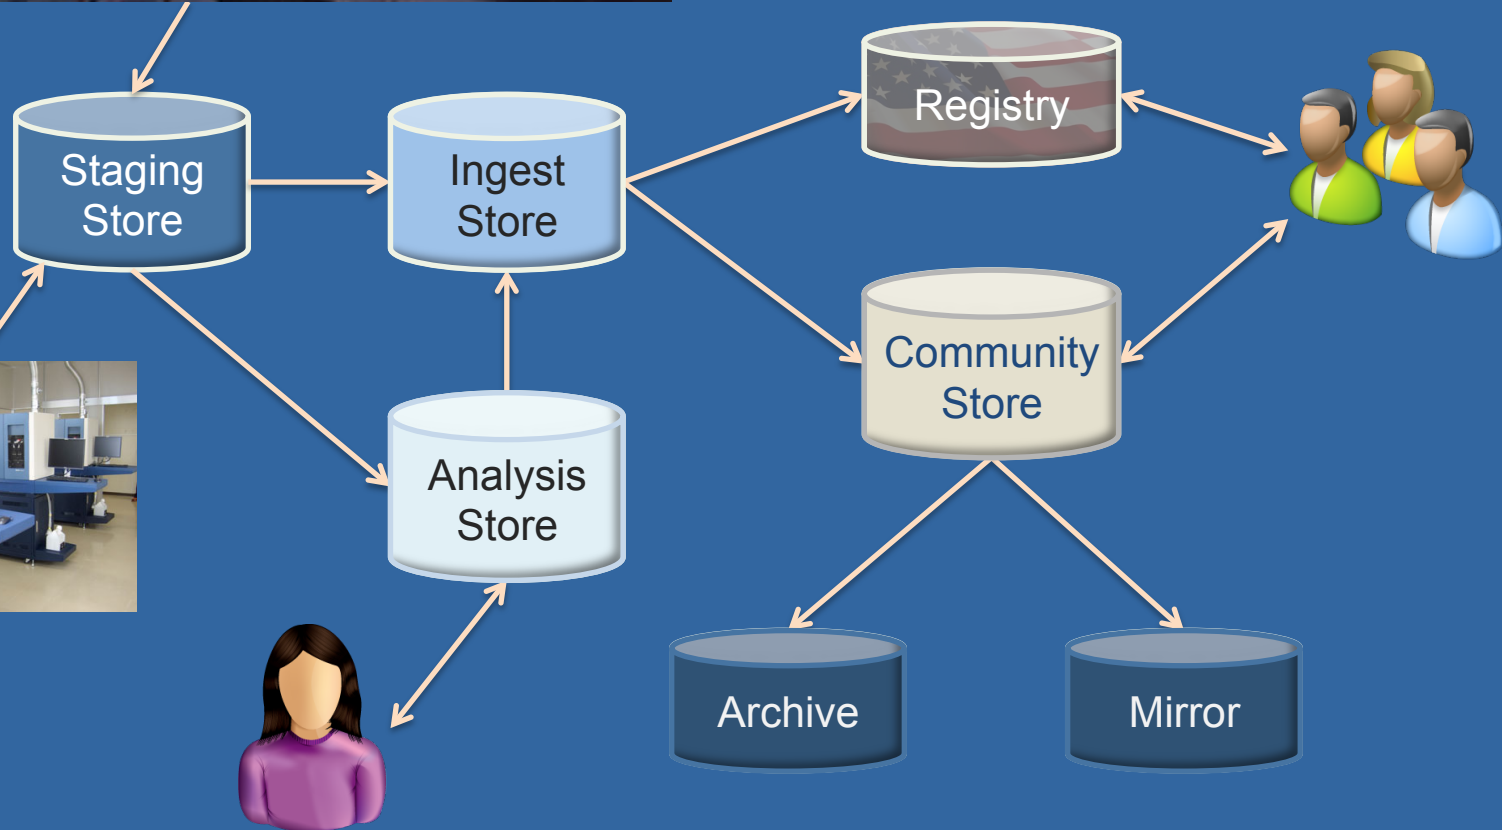 Staging
Store
Ingest
Store
Registry
Community
Store
Analysis
Store
Archive
Mirror